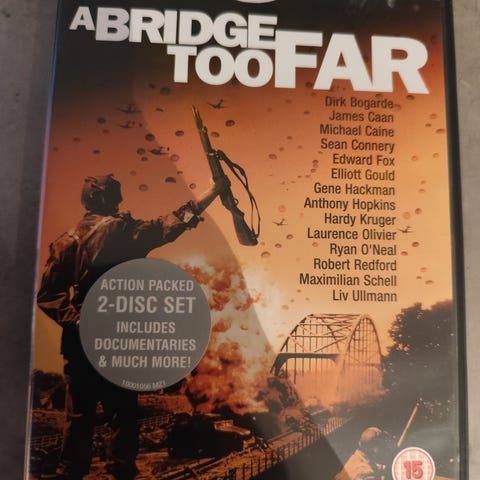 A BRIDGE
TOO FAR
Dirk Bogarde
James Caan
Michael Caine
Sean Connery
Edward Fox
Elliott Gould
Gene Hackman
Anthony Hopkins
Hardy Kruger
Laurence Olivier
Ryan O'Neal
Robert Redford
Maximilian Schell
Liv Ullmann
ACTION PACKED
2-DISC SET
INCLUDES
DOCUMENTARIES
& MUCH MORE!
10001056 MZ1
15